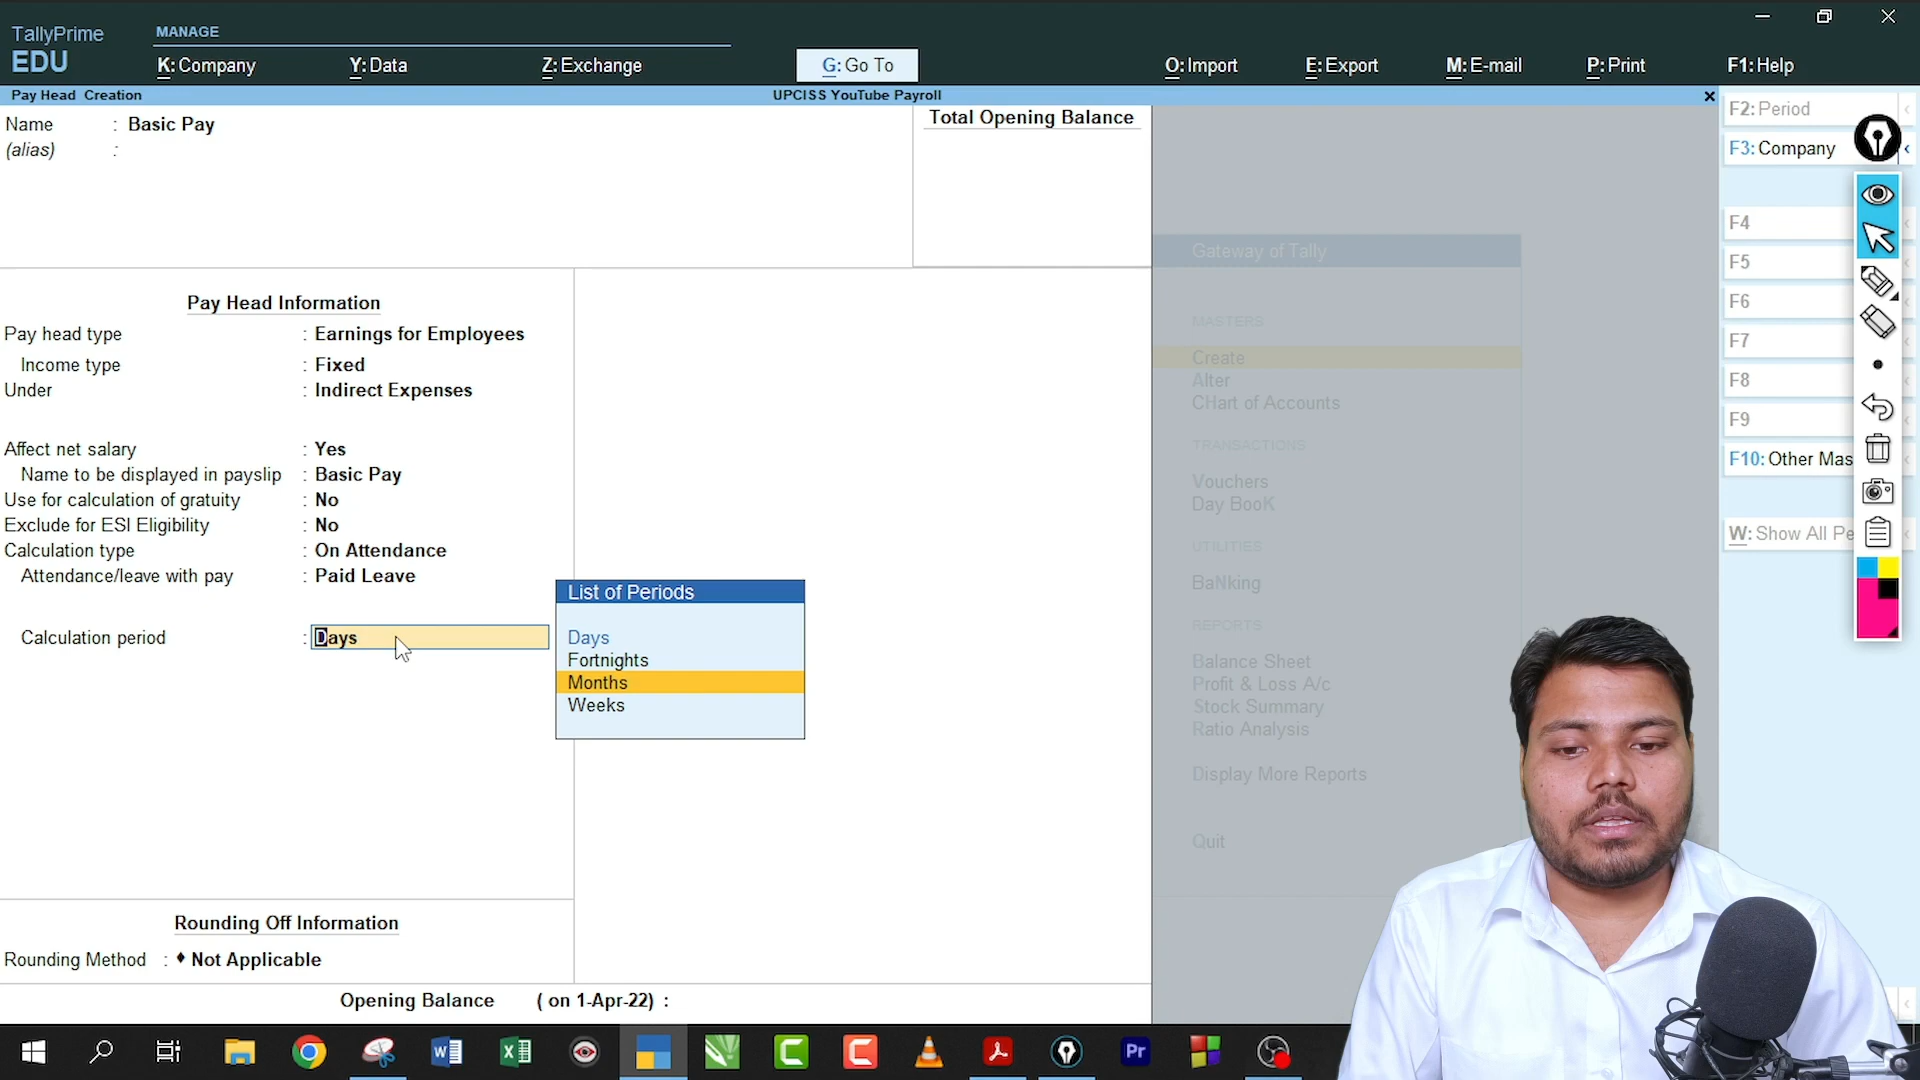 TallyPrime
EDU
MANAGE
K: Company
Y: Data
Z: Exchange
G: Go To
O: Import
E: Export
M: E-mail
P: Print
F1: Help
Pay Head Creation
UPCISS YouTube Payroll
Name : Basic Pay
(alias) :
Total Opening Balance
Pay Head Information
Pay head type : Earnings for Employees
Income type : Fixed
Under : Indirect Expenses
Affect net salary : Yes
Name to be displayed in payslip : Basic Pay
Use for calculation of gratuity : No
Exclude for ESI Eligibility : No
Calculation type : On Attendance
Attendance/leave with pay : Paid Leave
Calculation period : Days
List of Periods
Days
Fortnights
Months
Weeks
Rounding Off Information
Rounding Method : ♦ Not Applicable
Opening Balance ( on 1-Apr-22) :
Gateway of Tally
MASTERS
Create
Alter
CHart of Accounts
TRANSACTIONS
Vouchers
Day BooK
UTILITIES
BaNking
REPORTS
Balance Sheet
Profit & Loss A/c
Stock Summary
Ratio Analysis
Display More Reports
Quit
F2: Period
F3: Company
F4
F5
F6
F7
F8
F9
F10: Other Mas
W: Show All Pe
Pr